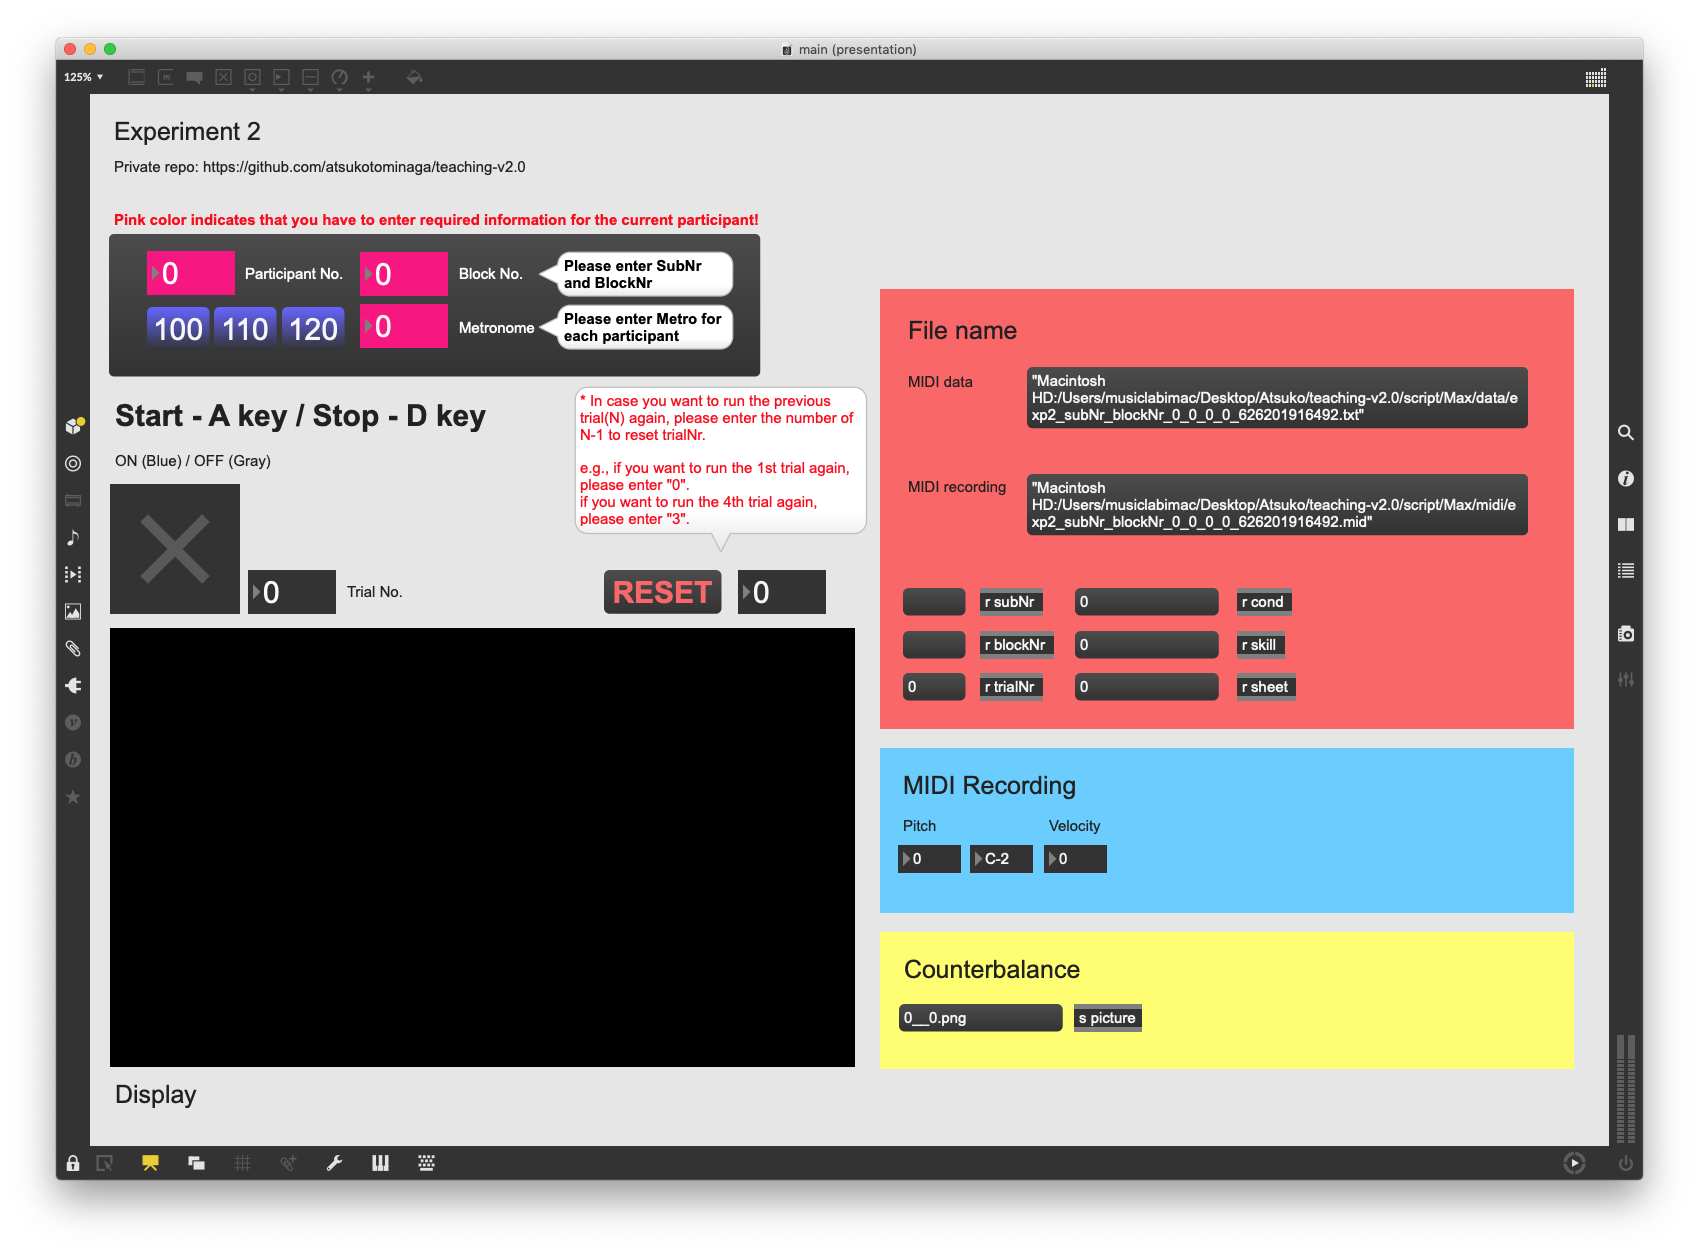 main (presentation)
125%
Experiment 2
Private repo: https://github.com/atsukotominaga/teaching-v2.0
Pink color indicates that you have to enter required information for the current participant!
0 Participant No. 0 Block No.
Please enter SubNr
and BlockNr
100 110 120 0 Metronome
Please enter Metro for
each participant
Start - A key / Stop - D key
ON (Blue) / OFF (Gray)
* In case you want to run the previous
trial(N) again, please enter the number of
N-1 to reset trialNr.
e.g., if you want to run the 1st trial again,
please enter "0".
if you want to run the 4th trial again,
please enter "3".
0 Trial No.
RESET 0
Display
File name
MIDI data
"Macintosh
HD:/Users/musiclabimac/Desktop/Atsuko/teaching-v2.0/script/Max/data/e
xp2_subNr_blockNr_0_0_0_0_626201916492.txt"
MIDI recording
"Macintosh
HD:/Users/musiclabimac/Desktop/Atsuko/teaching-v2.0/script/Max/midi/e
xp2_subNr_blockNr_0_0_0_0_626201916492.mid"
r subNr 0 r cond
r blockNr 0 r skill
0 r trialNr 0 r sheet
MIDI Recording
Pitch Velocity
0 C-2 0
Counterbalance
0__0.png s picture